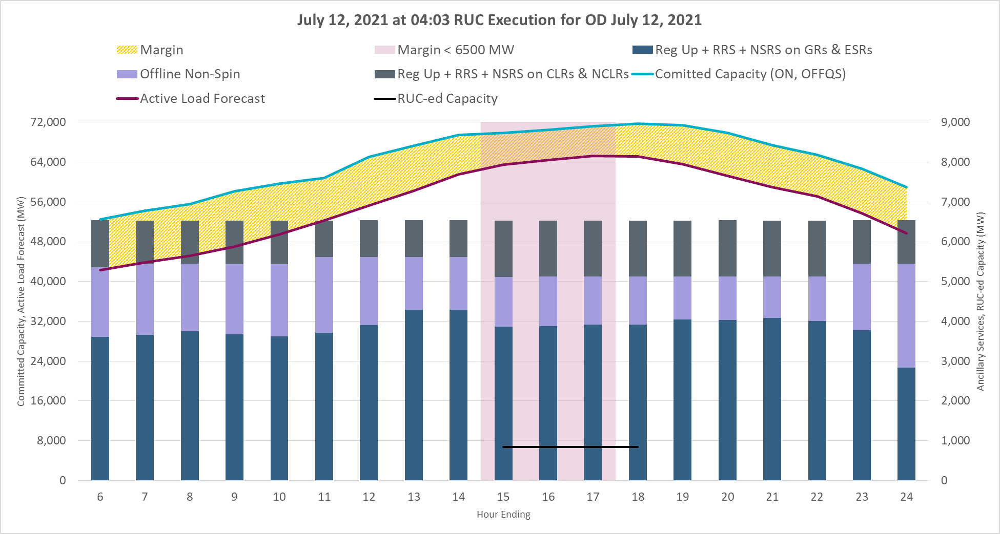 July 12, 2021 at 04:03 RUC Execution for OD July 12, 2021
Margin
Margin < 6500 MW
Reg Up + RRS + NSRS on GRs & ESRs
Offline Non-Spin
Reg Up + RRS + NSRS on CLRs & NCLRs
Comitted Capacity (ON, OFFQS)
Active Load Forecast
RUC-ed Capacity
Committed Capacity, Active Load Forecast (MW)
72,000
64,000
56,000
48,000
40,000
32,000
24,000
16,000
8,000
0
9,000
8,000
7,000
6,000
5,000
4,000
3,000
2,000
1,000
0
Ancillary Services, RUC-ed Capacity (MW)
6 7 8 9 10 11 12 13 14 15 16 17 18 19 20 21 22 23 24
Hour Ending